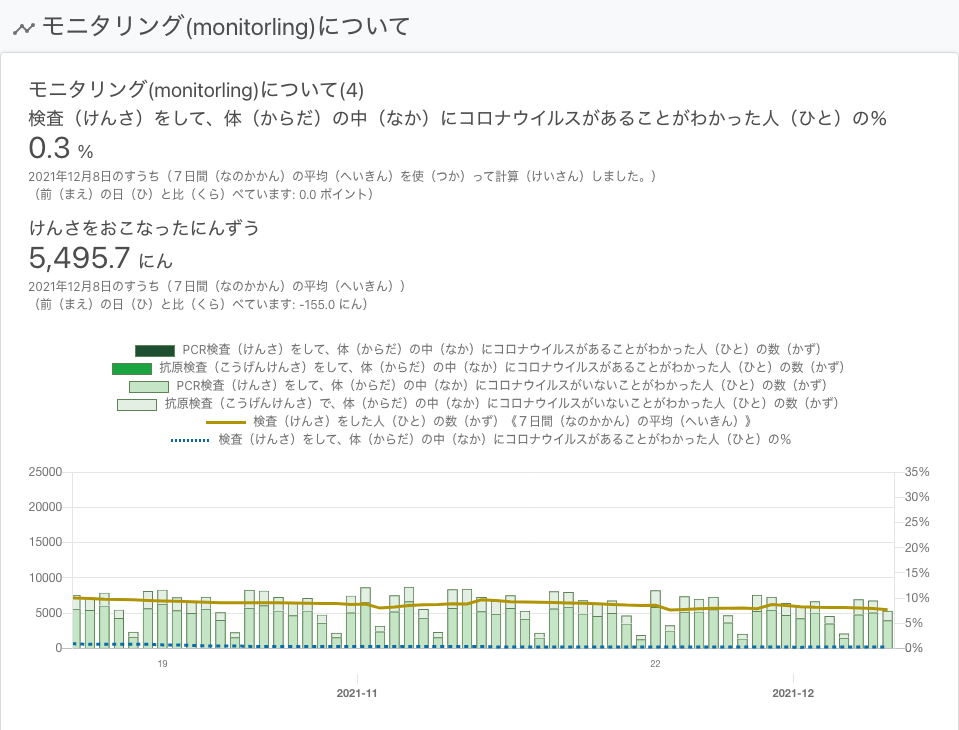 モニタリング(monitorling)について
モニタリング(monitorling)について(4)
検査（けんさ）をして、体（からだ）の中（なか）にコロナウイルスがあることがわかった人（ひと）の%
0.3 %
2021年12月8日のすうち（７日間（なのかかん）の平均（へいきん）を使（つか）って計算（けいさん）しました。）
（前（まえ）の日（ひ）と比（くら）べています: 0.0 ポイント）
けんさをおこなったにんずう
5,495.7 にん
2021年12月8日のすうち（７日間（なのかかん）の平均（へいきん））
（前（まえ）の日（ひ）と比（くら）べています: -155.0 にん）
PCR検査（けんさ）をして、体（からだ）の中（なか）にコロナウイルスがあることがわかった人（ひと）の数（かず）
抗原検査（こうげんけんさ）をして、体（からだ）の中（なか）にコロナウイルスがあることがわかった人（ひと）の数（かず）
PCR検査（けんさ）をして、体（からだ）の中（なか）にコロナウイルスがいないことがわかった人（ひと）の数（かず）
抗原検査（こうげんけんさ）で、体（からだ）の中（なか）にコロナウイルスがいないことがわかった人（ひと）の数（かず）
検査（けんさ）をした人（ひと）の数（かず）《７日間（なのかかん）の平均（へいきん）》
検査（けんさ）をして、体（からだ）の中（なか）にコロナウイルスがあることがわかった人（ひと）の%
25000 35%
20000 30%
15000 25%
10000 20%
5000 15%
0 10%
5%
0%
19 22
2021-11 2021-12